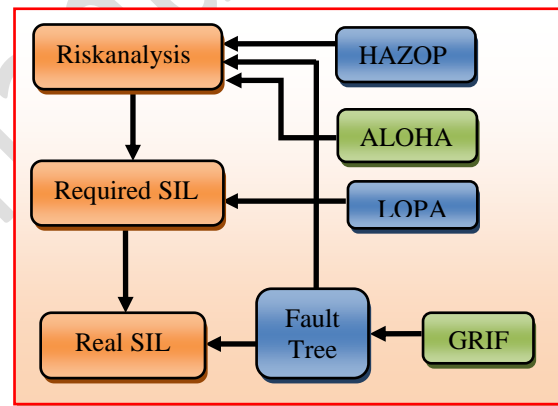 Riskanalysis
HAZOP
ALOHA
Required SIL
LOPA
Real SIL
Fault
Tree
GRIF